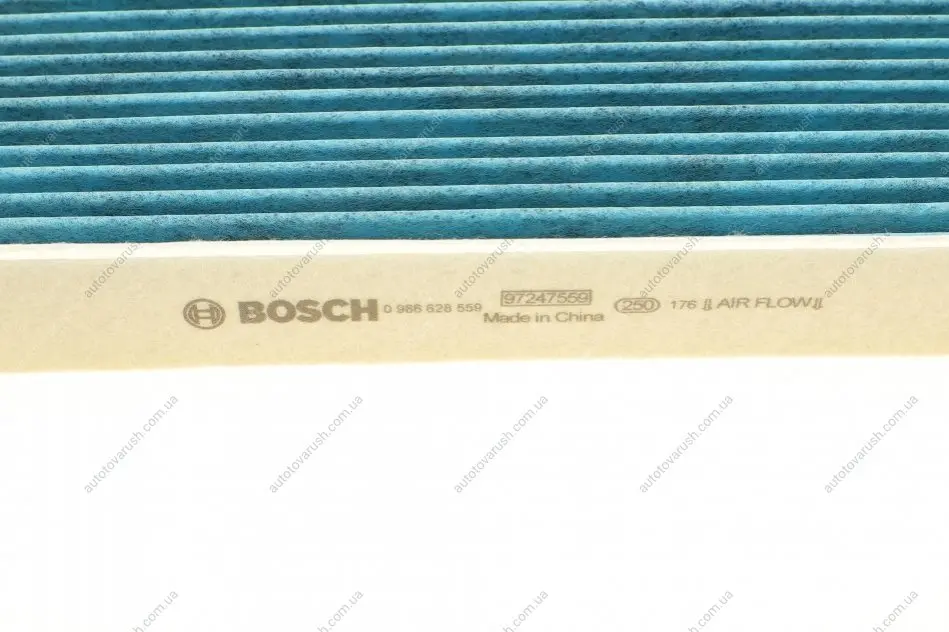 BOSCH 0 986 628 559 97247559 250 176 AIR FLOW
Made in China
autotovarush.com.ua